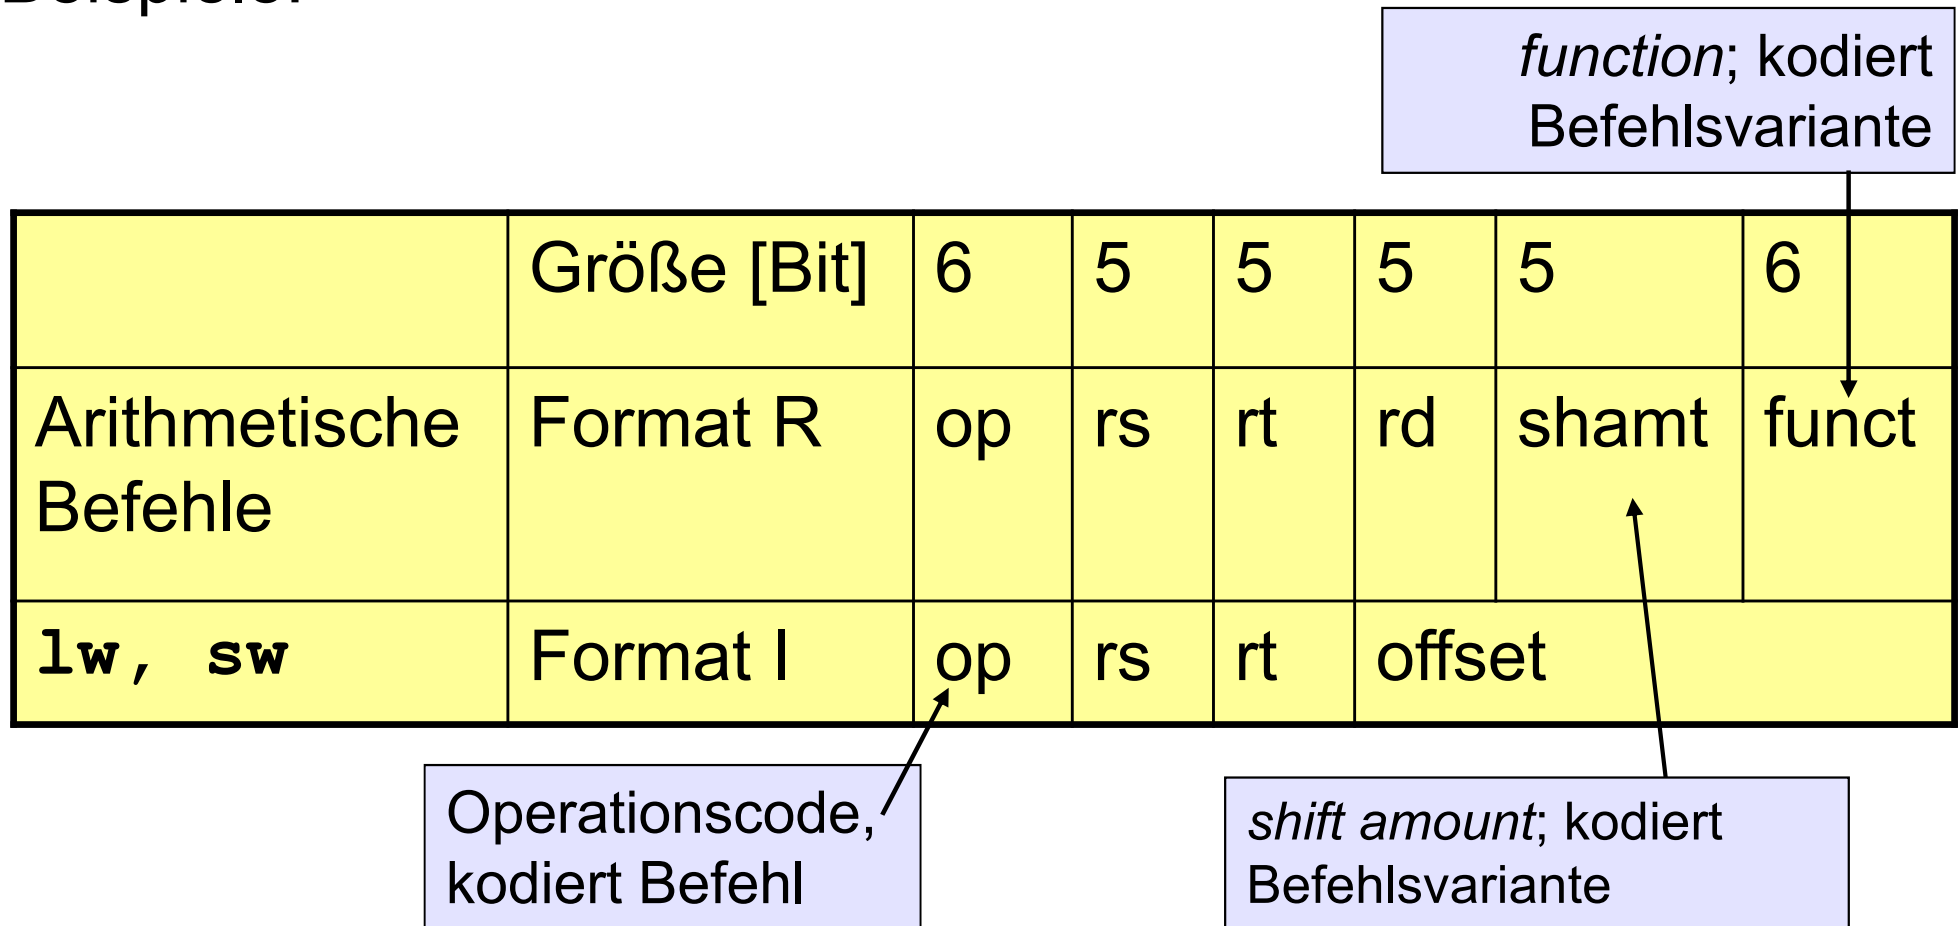 function; kodiert
Befehlsvariante
Größe [Bit] 6 5 5 5 5 6
Arithmetische Format R op rs rt rd shamt funct
Befehle
lw, sw Format I op rs rt offset
Operationscode,
kodiert Befehl
shift amount; kodiert
Befehlsvariante